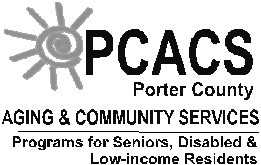 PCACS
Porter County
AGING & COMMUNITY SERVICES
Programs for Seniors, Disabled &
Low-income Residents